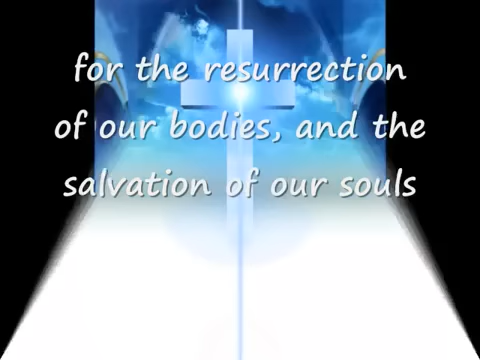 for the resurrection
of our bodies, and the
salvation of our souls